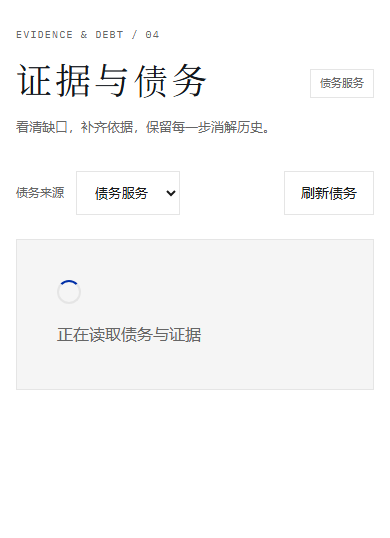 EVIDENCE & DEBT / 04
证据与债务
债务服务
看清缺口，补齐依据，保留每一步消解历史。
债务来源
债务服务
刷新债务
正在读取债务与证据